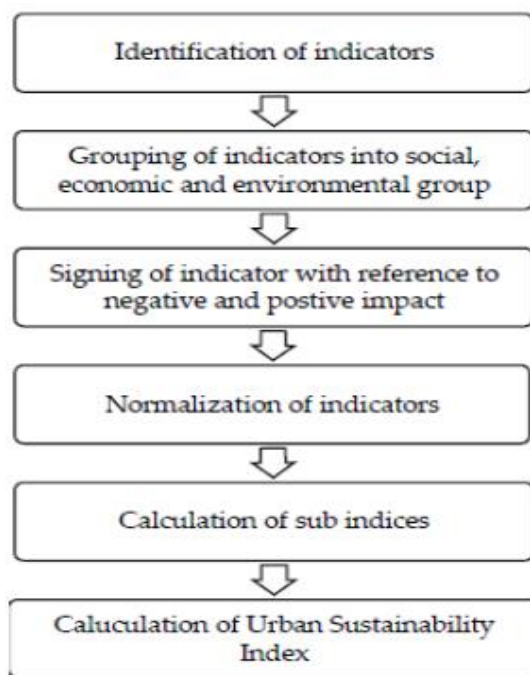 Identification of indicators
Grouping of indicators into social,
economic and environmental group
Signing of indicator with reference to
negative and postive impact
Normalization of indicators
Calculation of sub indices
Caluculation of Urban Sustainability
Index